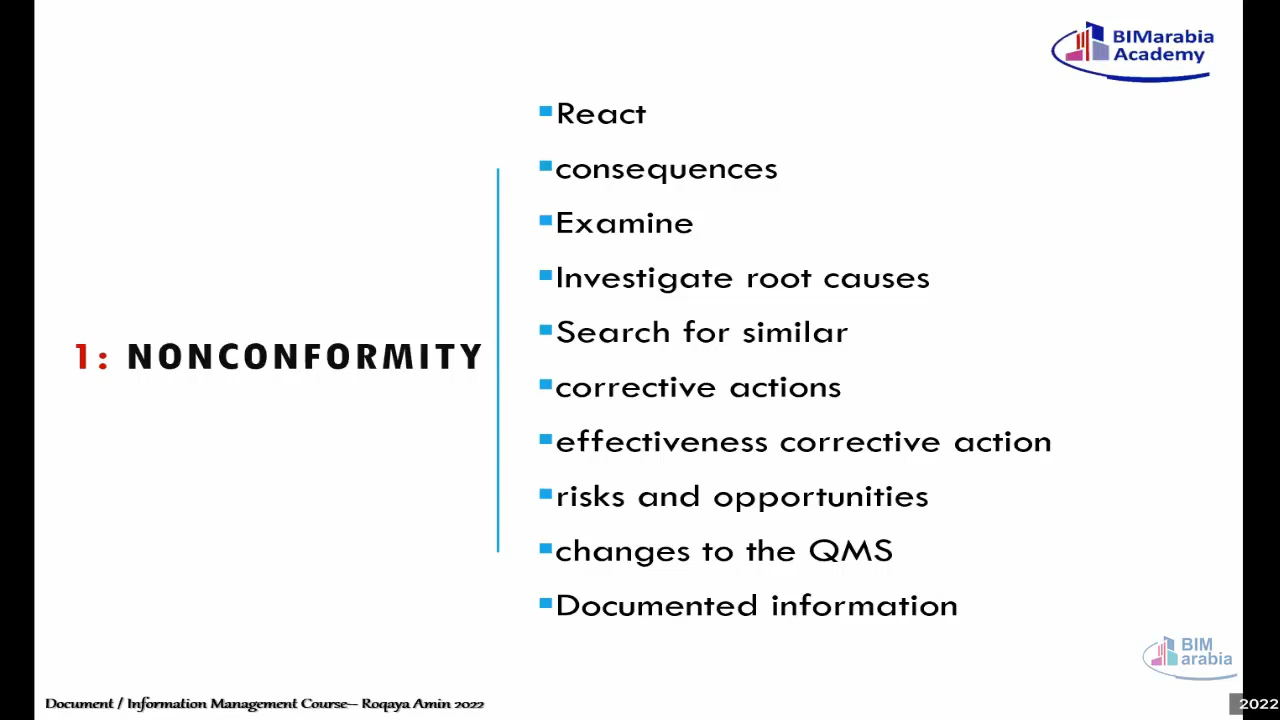 BIMarabia
Academy
React
consequences
Examine
Investigate root causes
Search for similar
1: NONCONFORMITY
corrective actions
effectiveness corrective action
risks and opportunities
changes to the QMS
Documented information
BIM
arabia
Document / Information Management Course– Roqaya Amin 2022
2022